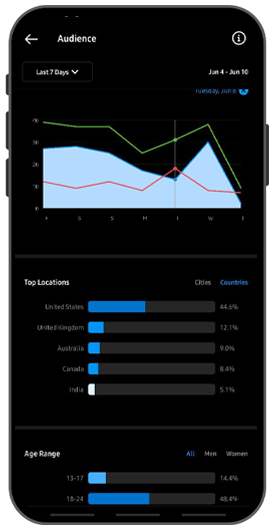 Audience
Last 7 Days
Jun 4 - Jun 10
Tuesday, Jun 8
40
30
20
10
0
S
S
M
T
W
Top Locations
Cities
Countries
United States
44.6%
United Kingdom
12.1%
Australia
9.0%
Canada
8.4%
India
5.1%
Age Range
All
Men
Women
13-17
14.4%
18-24
48.4%